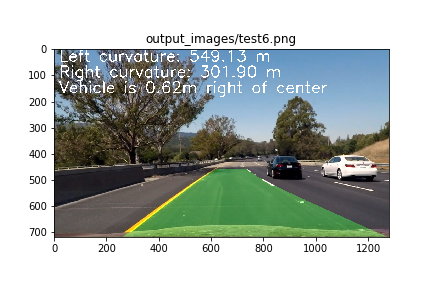 output_images/test6.png
Left curvature: 549.13 m
Right curvature: 301.90 m
Vehicle is 0.62m right of center
0
100
200
300
400
500
600
700
0 200 400 600 800 1000 1200